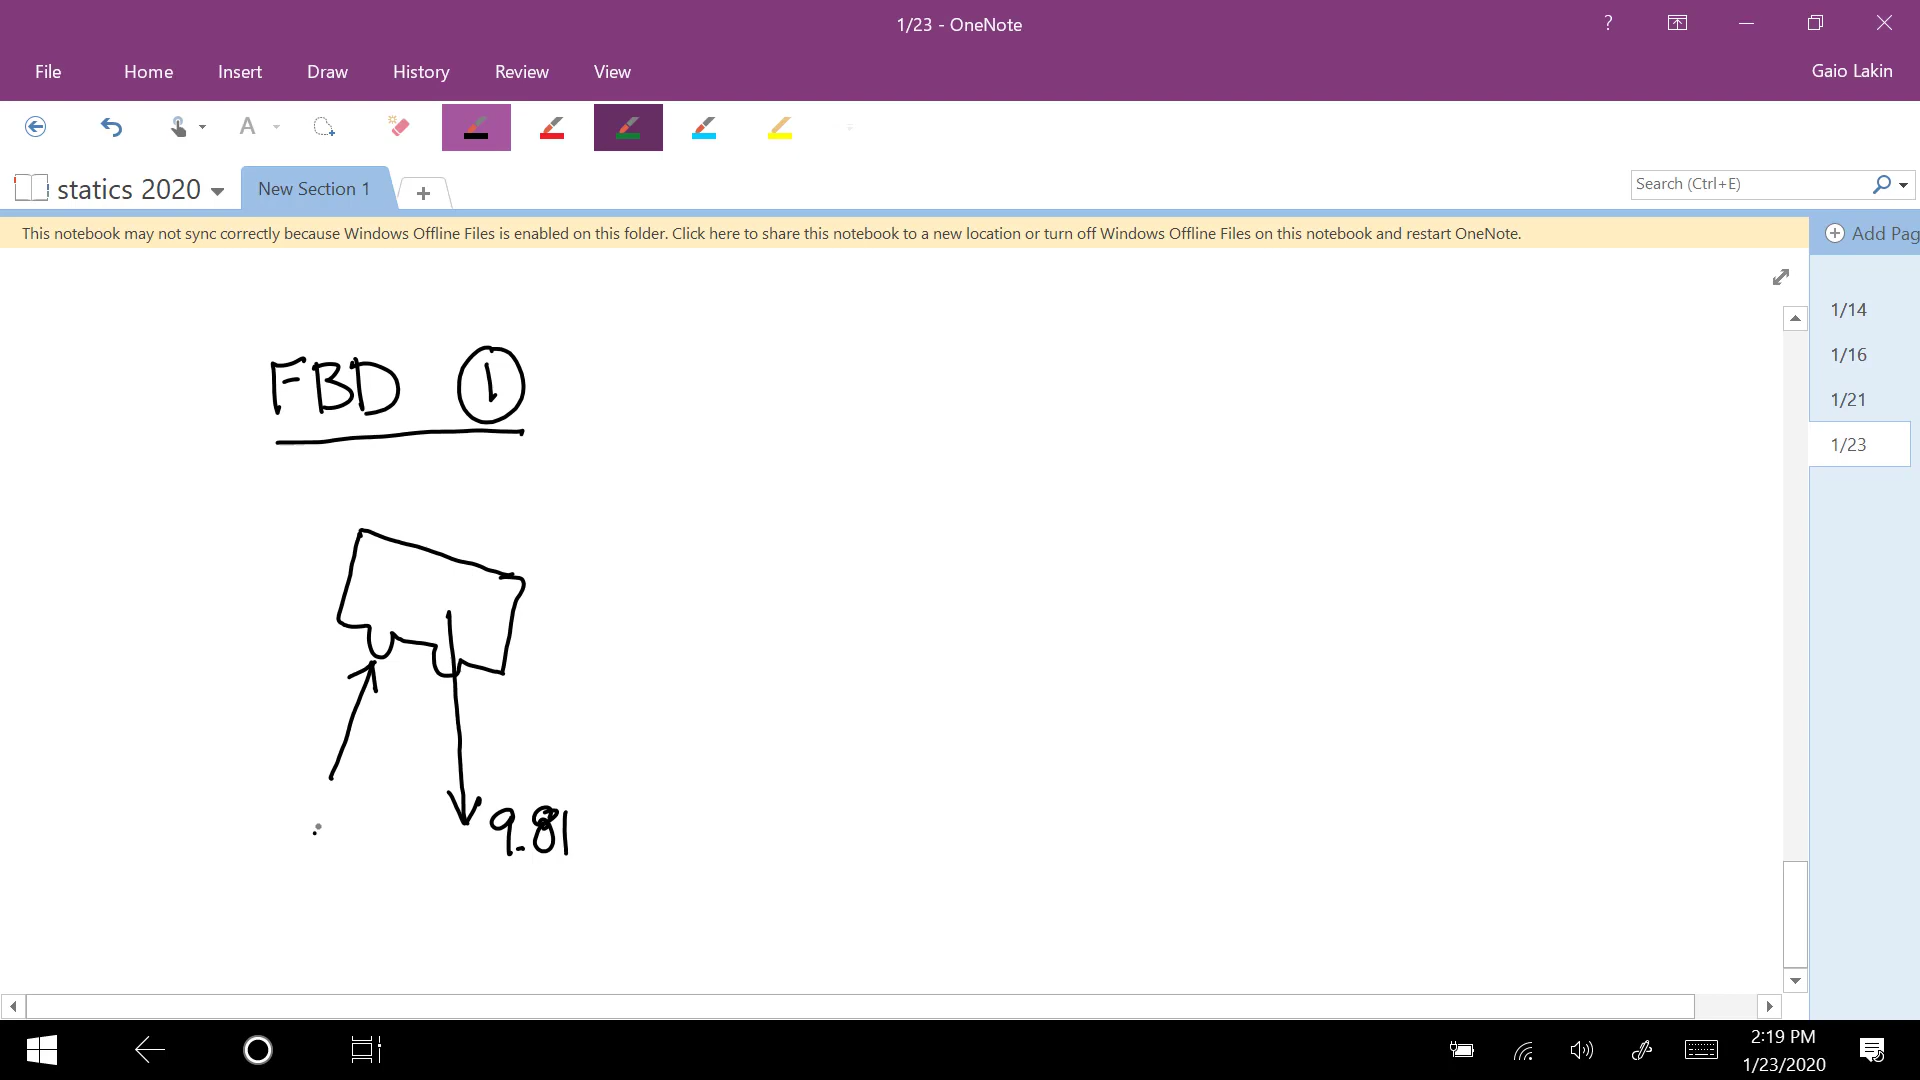 1/23 - OneNote
?
File Home Insert Draw History Review View
Gaio Lakin
A
statics 2020
New Section 1
+
Search (Ctrl+E)
This notebook may not sync correctly because Windows Offline Files is enabled on this folder. Click here to share this notebook to a new location or turn off Windows Offline Files on this notebook and restart OneNote.
Add Pag
1/14
1/16
1/21
1/23
FBD 1
9.81
2:19 PM
1/23/2020